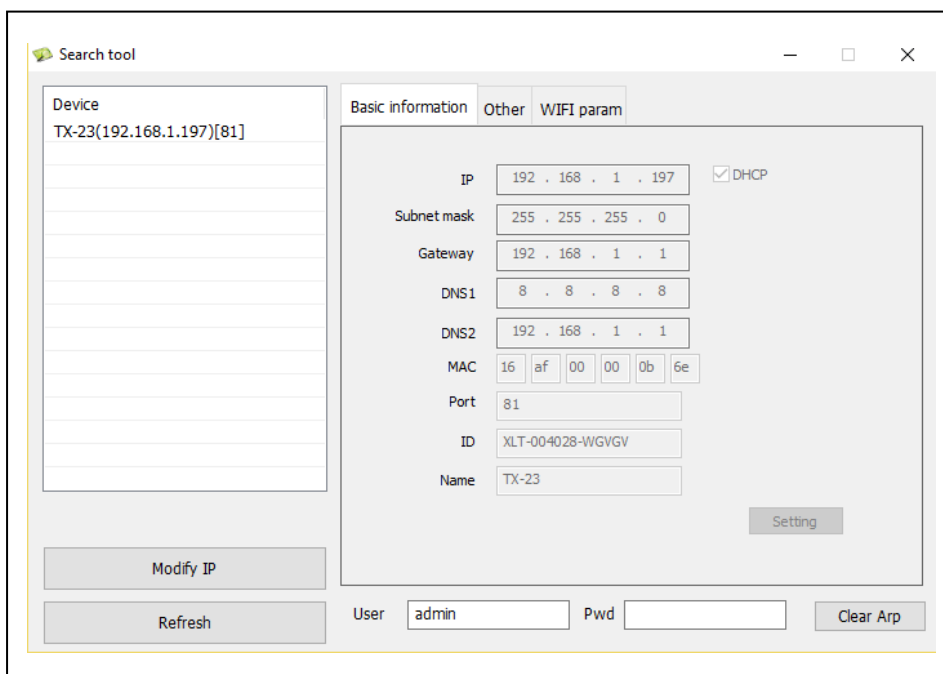 Search tool
Device
TX-23(192.168.1.197)[81]
Basic information Other WIFI param
IP 192 . 168 . 1 . 197 DHCP
Subnet mask 255 . 255 . 255 . 0
Gateway 192 . 168 . 1 . 1
DNS1 8 . 8 . 8 . 8
DNS2 192 . 168 . 1 . 1
MAC 16 af 00 00 0b 6e
Port 81
ID XLT-004028-WGVGV
Name TX-23
Setting
Modify IP
Refresh
User admin Pwd Clear Arp